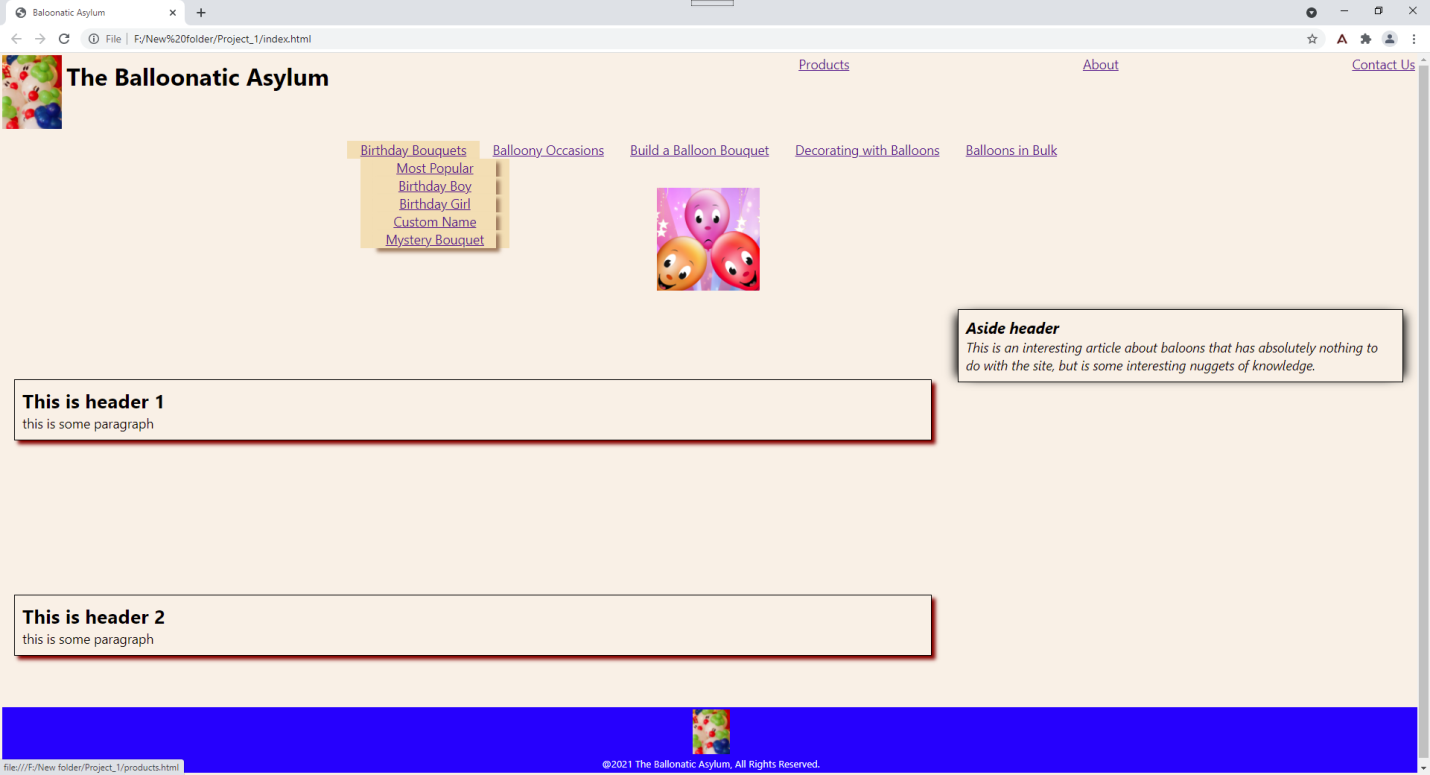 Baloonatic Asylum
File | F:/New%20folder/Project_1/index.html
The Balloonatic Asylum
Products About Contact Us
Birthday Bouquets Balloony Occasions Build a Balloon Bouquet Decorating with Balloons Balloons in Bulk
Most Popular
Birthday Boy
Birthday Girl
Custom Name
Mystery Bouquet
Aside header
This is an interesting article about baloons that has absolutely nothing to
do with the site, but is some interesting nuggets of knowledge.
This is header 1
this is some paragraph
This is header 2
this is some paragraph
@2021 The Ballonatic Asylum, All Rights Reserved.
file:///F:/New folder/Project_1/products.html